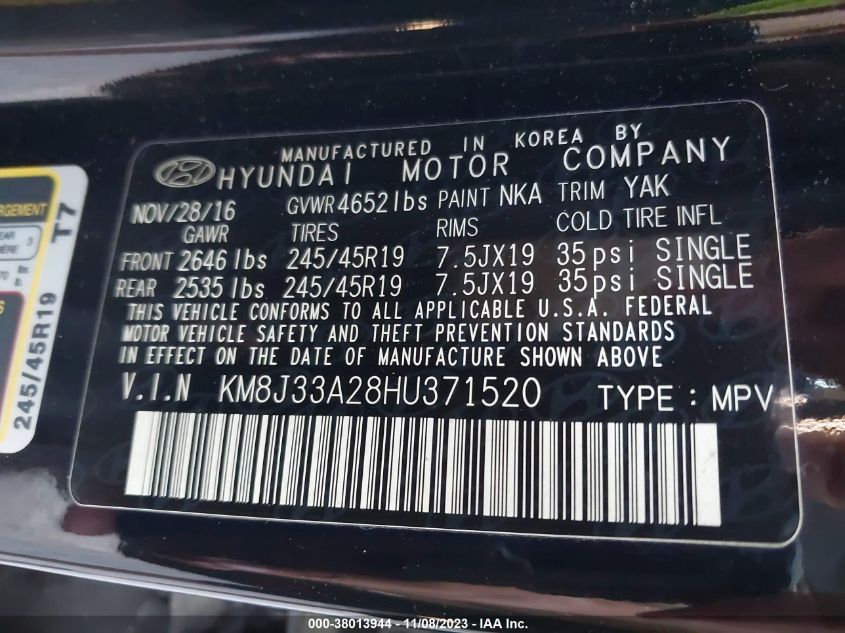 MANUFACTURED IN KOREA BY
HYUNDAI MOTOR COMPANY
NOV/28/16 GVWR 4652 lbs PAINT NKA TRIM YAK
GAWR TIRES RIMS COLD TIRE INFL
FRONT 2646 lbs 245/45R19 7.5JX19 35psi SINGLE
REAR 2535 lbs 245/45R19 7.5JX19 35psi SINGLE
THIS VEHICLE CONFORMS TO ALL APPLICABLE U.S.A. FEDERAL
MOTOR VEHICLE SAFETY AND THEFT PREVENTION STANDARDS
IN EFFECT ON THE DATE OF MANUFACTURE SHOWN ABOVE
V.I.N KM8J33A28HU371520 TYPE : MPV
245/45R19 T7
000-38013944 - 11/08/2023 - IAA Inc.